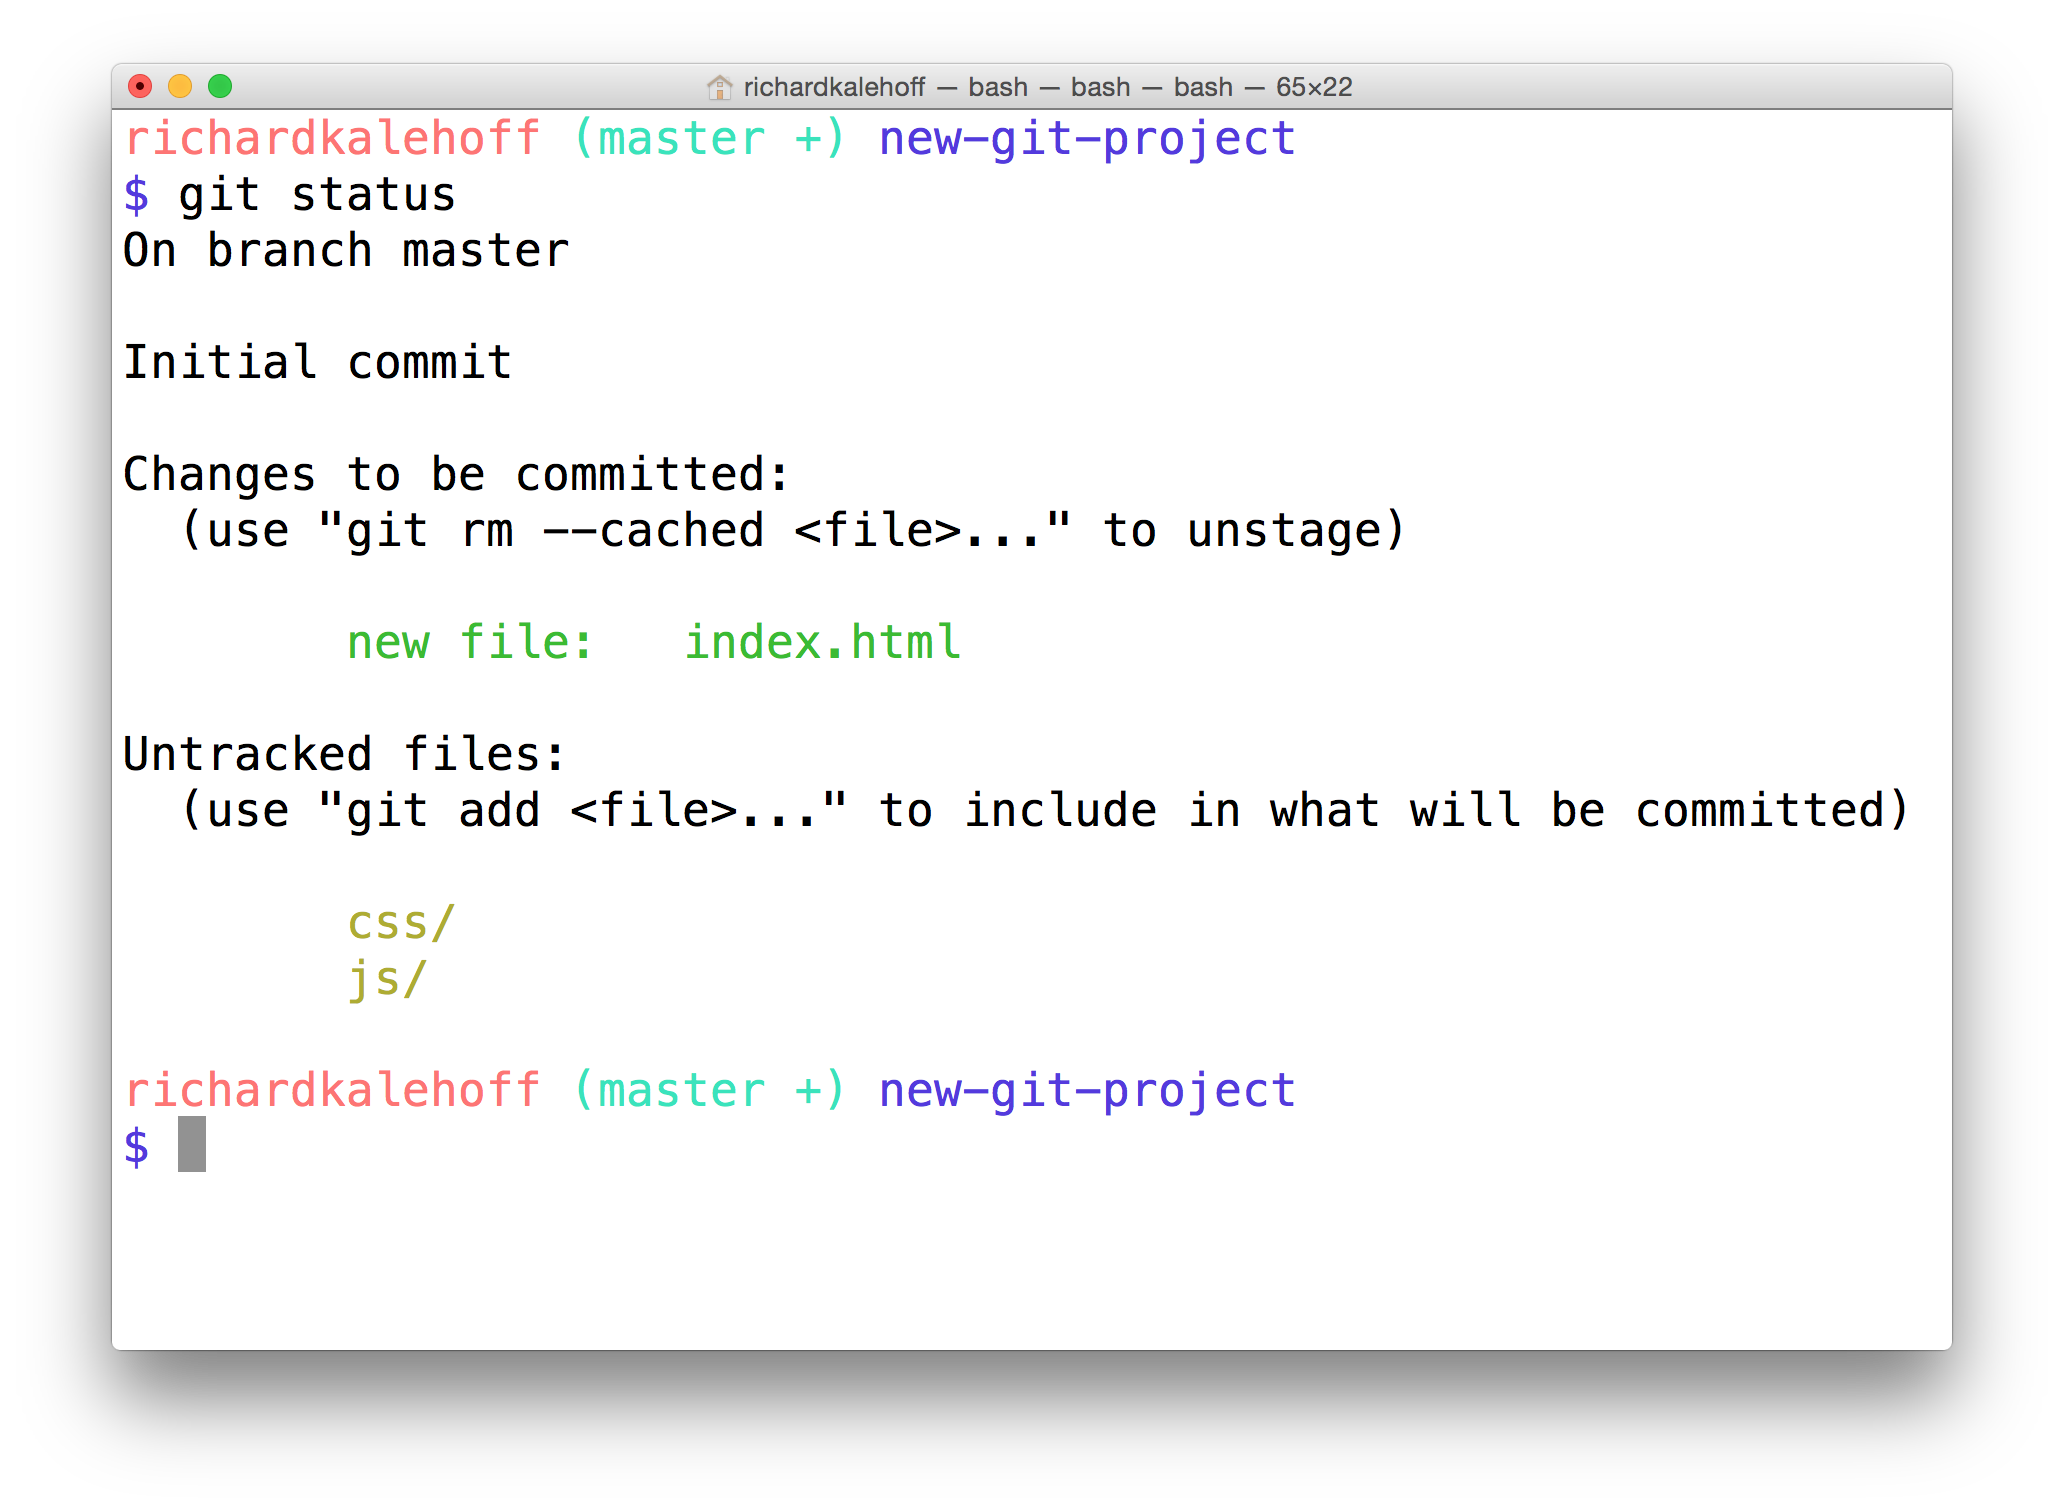 richardkalehoff — bash — bash — bash — 65×22
richardkalehoff (master +) new-git-project
$ git status
On branch master
Initial commit
Changes to be committed:
  (use "git rm --cached <file>..." to unstage)
        new file:   index.html
Untracked files:
  (use "git add <file>..." to include in what will be committed)
        css/
        js/
richardkalehoff (master +) new-git-project
$